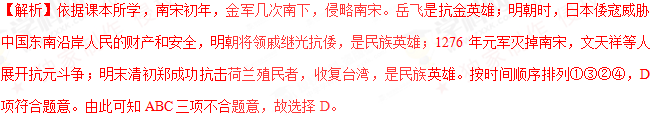 【解析】依据课本所学，南宋初年，金军几次南下，侵略南宋。岳飞是抗金英雄；明朝时，日本倭寇威胁
中国东南沿岸人民的财产和安全，明朝将领戚继光抗倭，是民族英雄；1276 年元军灭掉南宋，文天祥等人
展开抗元斗争；明末清初郑成功抗击荷兰殖民者，收复台湾，是民族英雄。按时间顺序排列①③②④，D
项符合题意。由此可知 ABC 三项不合题意，故选择 D。